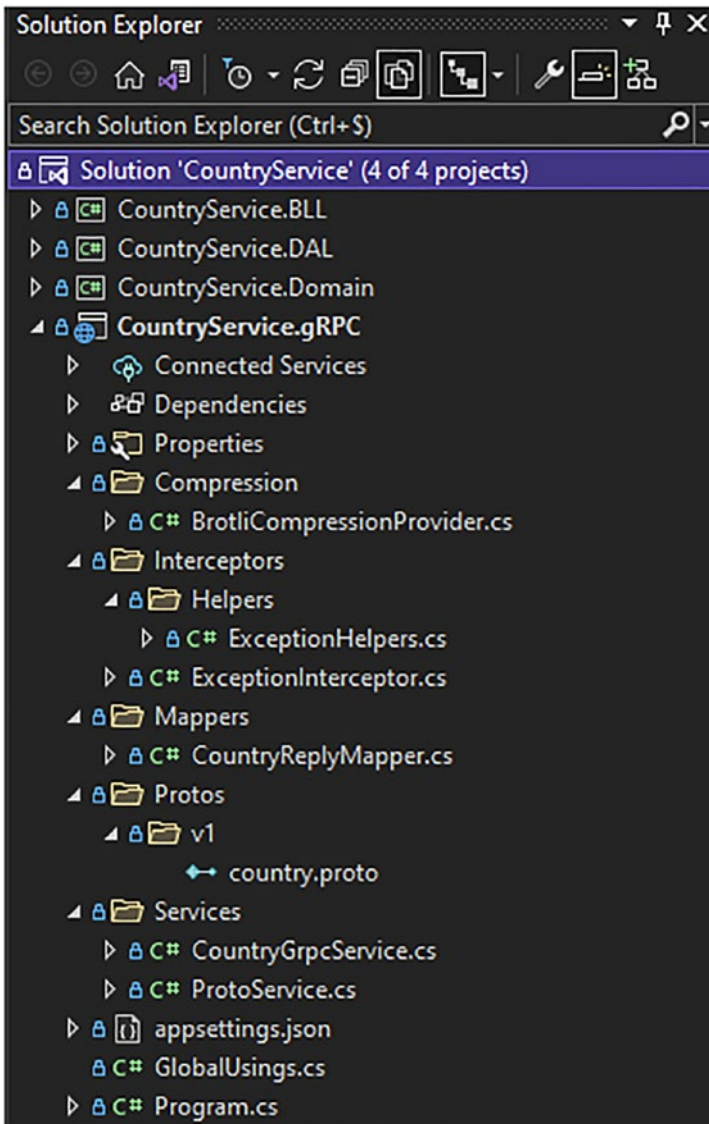 Solution Explorer
Search Solution Explorer (Ctrl+$)
Solution 'CountryService' (4 of 4 projects)
C# CountryService.BLL
C# CountryService.DAL
C# CountryService.Domain
CountryService.gRPC
Connected Services
Dependencies
Properties
Compression
C# BrotliCompressionProvider.cs
Interceptors
Helpers
C# ExceptionHelpers.cs
C# ExceptionInterceptor.cs
Mappers
C# CountryReplyMapper.cs
Protos
v1
country.proto
Services
C# CountryGrpcService.cs
C# ProtoService.cs
appsettings.json
C# GlobalUsings.cs
C# Program.cs